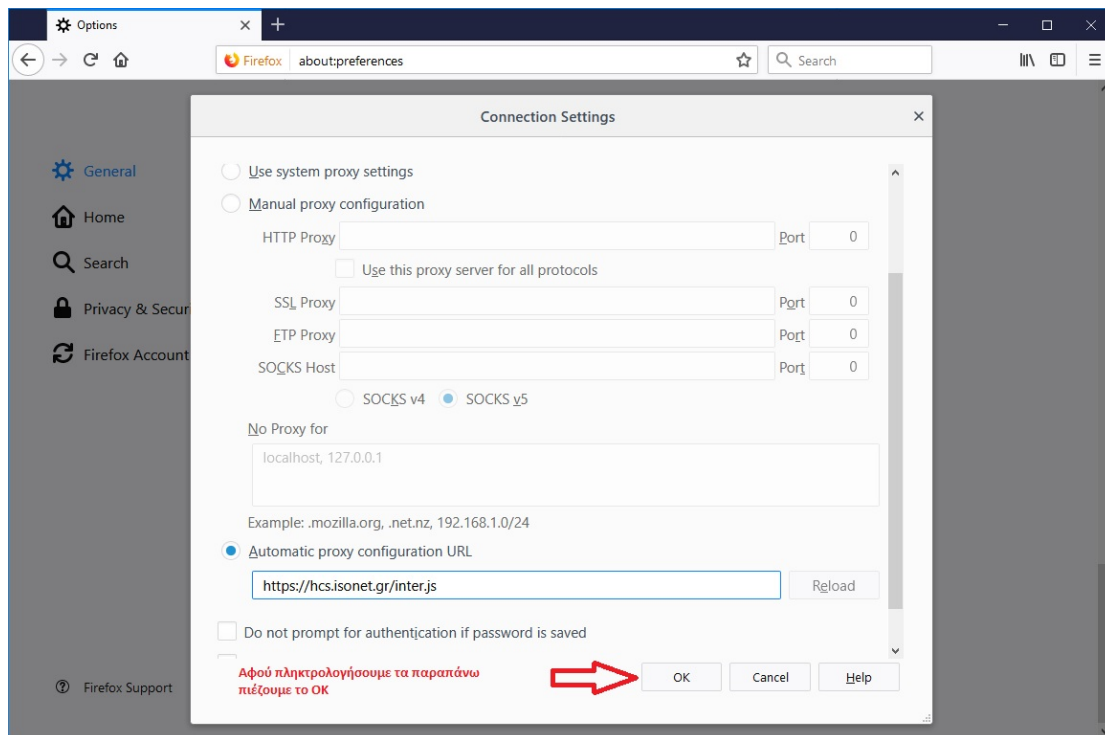 Options
Firefox about:preferences Search
Connection Settings
General
Home
Search
Privacy & Securi
Firefox Account
Firefox Support
Use system proxy settings
Manual proxy configuration
HTTP Proxy Port 0
Use this proxy server for all protocols
SSL Proxy Port 0
FTP Proxy Port 0
SOCKS Host Port 0
SOCKS v4 SOCKS v5
No Proxy for
localhost, 127.0.0.1
Example: .mozilla.org, .net.nz, 192.168.1.0/24
Automatic proxy configuration URL
https://hcs.isonet.gr/inter.js Reload
Do not prompt for authentication if password is saved
Αφού πληκτρολογήσουμε τα παραπάνω
πιέζουμε το ΟΚ
OK Cancel Help